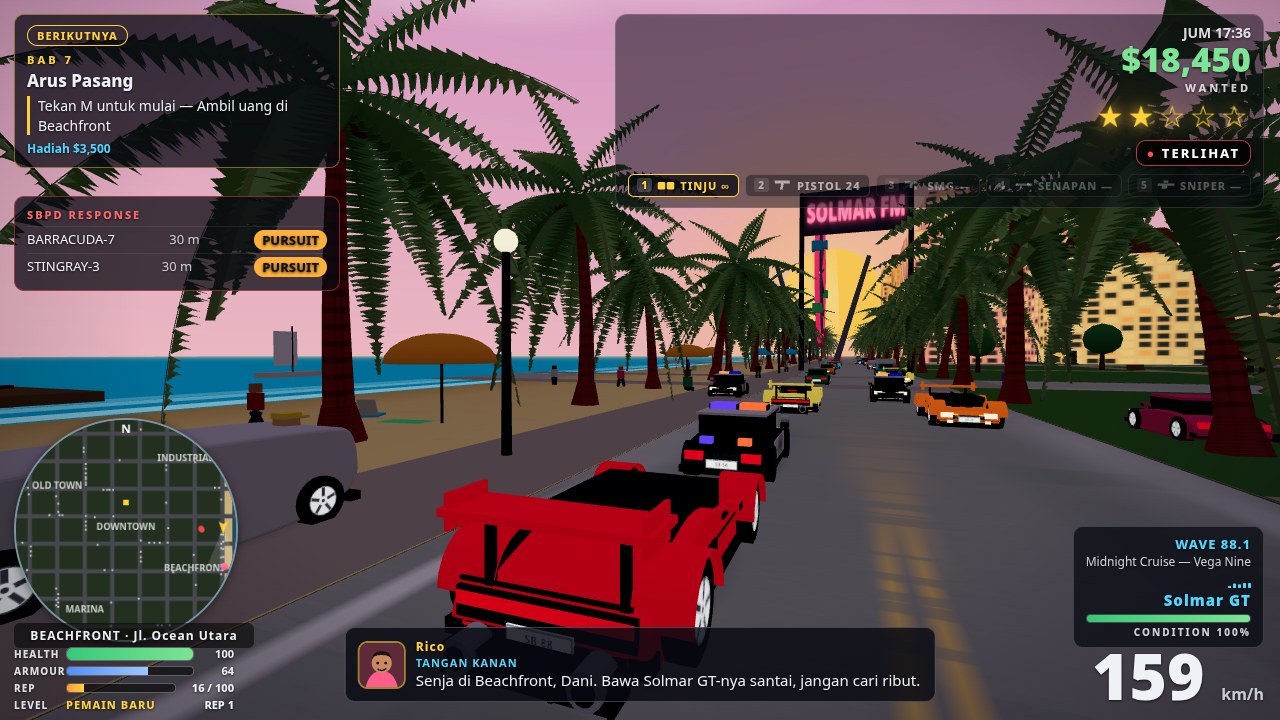 BERIKUTNYA
BAB 7
Arus Pasang
Tekan M untuk mulai — Ambil uang di
Beachfront
Hadiah $3,500
SBPD RESPONSE
BARRACUDA-7 30 m PURSUIT
STINGRAY-3 30 m PURSUIT
JUM 17:36
$18,450
WANTED
TERLIHAT
1 TINJU ∞
2 PISTOL 24
3 SMG —
4 SENAPAN —
5 SNIPER —
SOLMAR FM
N
INDUSTRIAL
OLD TOWN
DOWNTOWN
BEACHFRONT
MARINA
BEACHFRONT · Jl. Ocean Utara
HEALTH 100
ARMOUR 64
REP 16 / 100
LEVEL PEMAIN BARU REP 1
Rico
TANGAN KANAN
Senja di Beachfront, Dani. Bawa Solmar GT-nya santai, jangan cari ribut.
WAVE 88.1
Midnight Cruise — Vega Nine
Solmar GT
CONDITION 100%
159 km/h